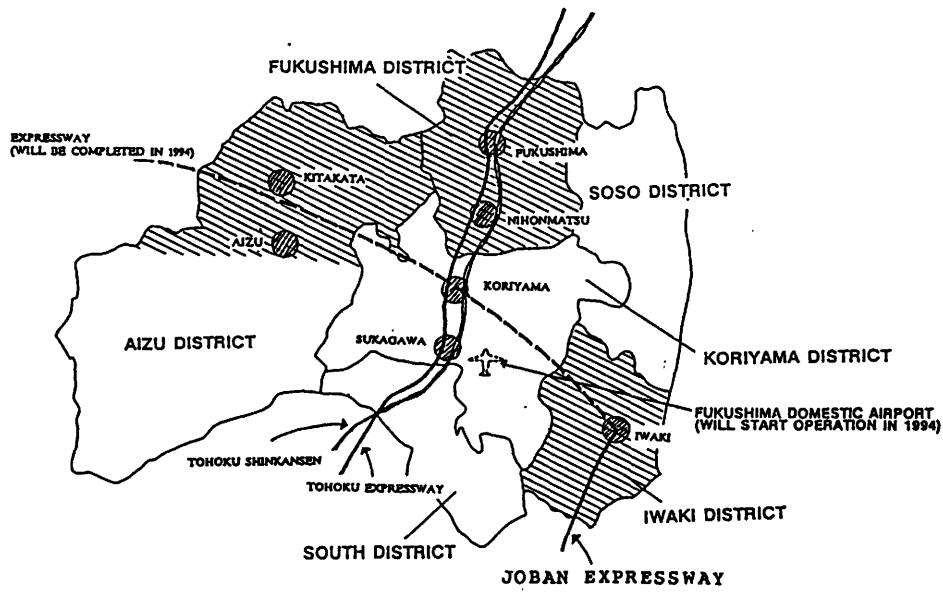 FUKUSHIMA DISTRICT
EXPRESSWAY
(WILL BE COMPLETED IN 1994)
FUKUSHIMA
KITAKATA
SOSO DISTRICT
NIHONMATSU
AIZU
KORIYAMA
AIZU DISTRICT
SUKAGAWA
KORIYAMA DISTRICT
FUKUSHIMA DOMESTIC AIRPORT
(WILL START OPERATION IN 1994)
IWAKI
TOHOKU SHINKANSEN
TOHOKU EXPRESSWAY
IWAKI DISTRICT
SOUTH DISTRICT
JOBAN EXPRESSWAY